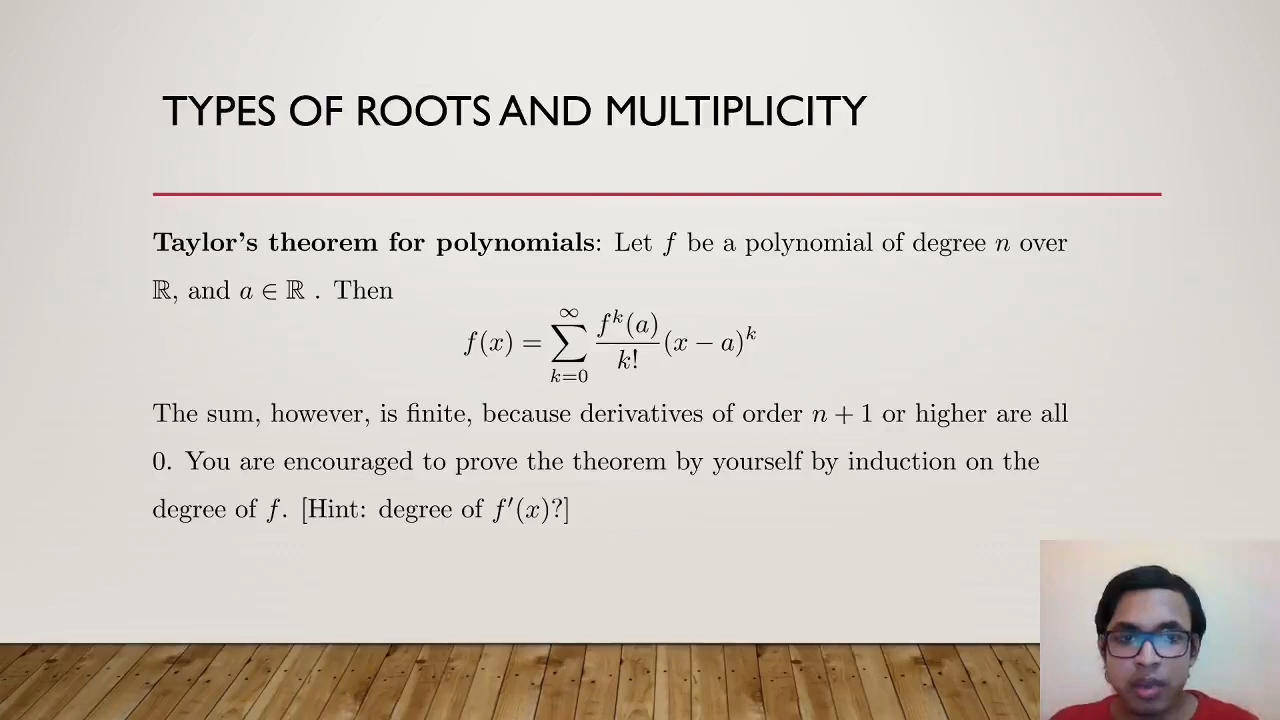 TYPES OF ROOTS AND MULTIPLICITY
Taylor's theorem for polynomials: Let f be a polynomial of degree n over
ℝ, and a ∈ ℝ . Then
f(x) = ∑_{k=0}^{∞} \frac{f^k(a)}{k!}(x − a)^k
The sum, however, is finite, because derivatives of order n + 1 or higher are all
0. You are encouraged to prove the theorem by yourself by induction on the
degree of f. [Hint: degree of f′(x)?]